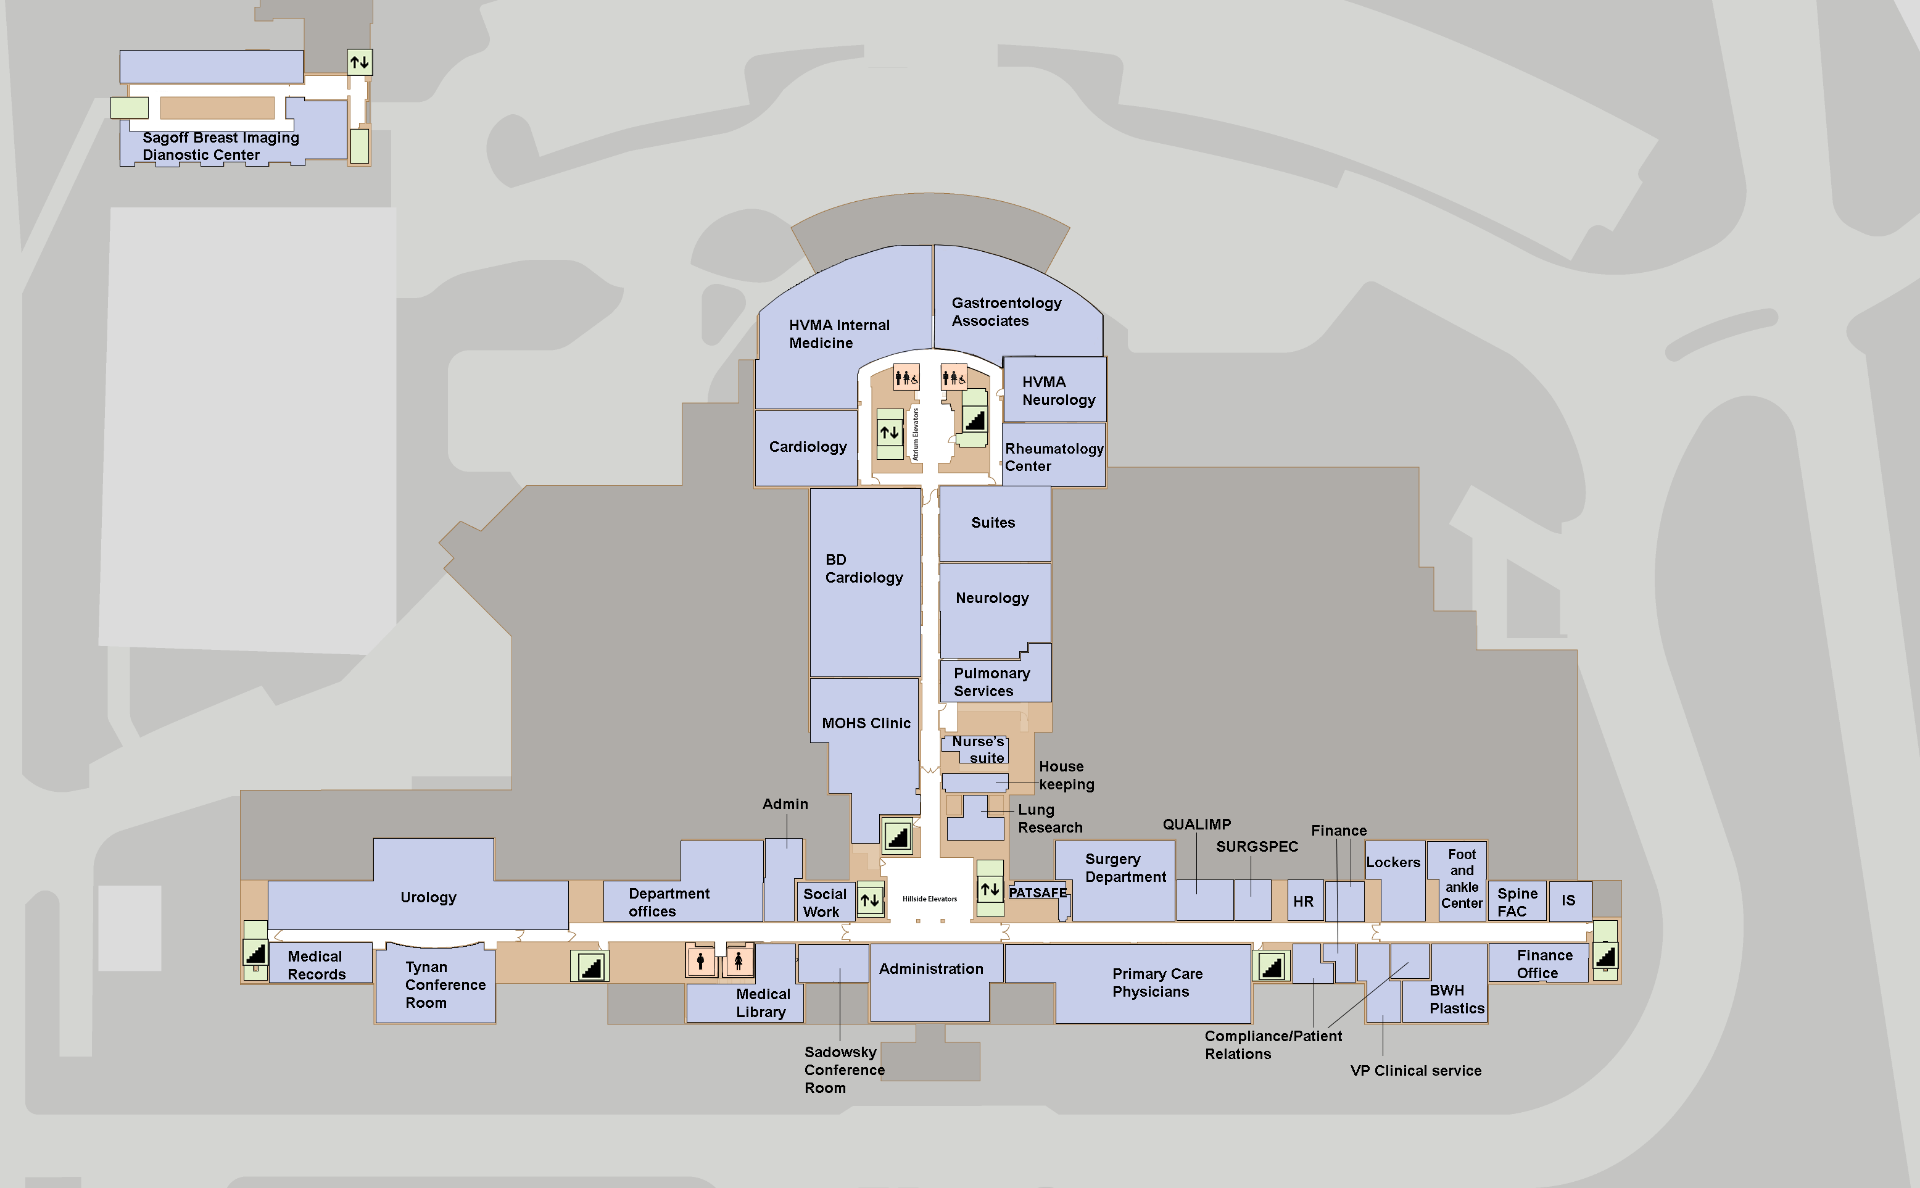 Sagoff Breast Imaging
Dianostic Center
Gastroentology
Associates
HVMA Internal
Medicine
HVMA
Neurology
Atrium Elevators
Cardiology
Rheumatology
Center
Suites
BD
Cardiology
Neurology
Pulmonary
Services
MOHS Clinic
Nurse's
suite
House
keeping
Lung
Research
Admin
QUALIMP
SURGSPEC
Finance
Urology
Department
offices
Social
Work
Hillside Elevators
PATSAFE
Surgery
Department
HR
Lockers
Foot
and
ankle
Center
Spine
FAC
IS
Medical
Records
Tynan
Conference
Room
Medical
Library
Administration
Primary Care
Physicians
BWH
Plastics
Finance
Office
Sadowsky
Conference
Room
Compliance/Patient
Relations
VP Clinical service